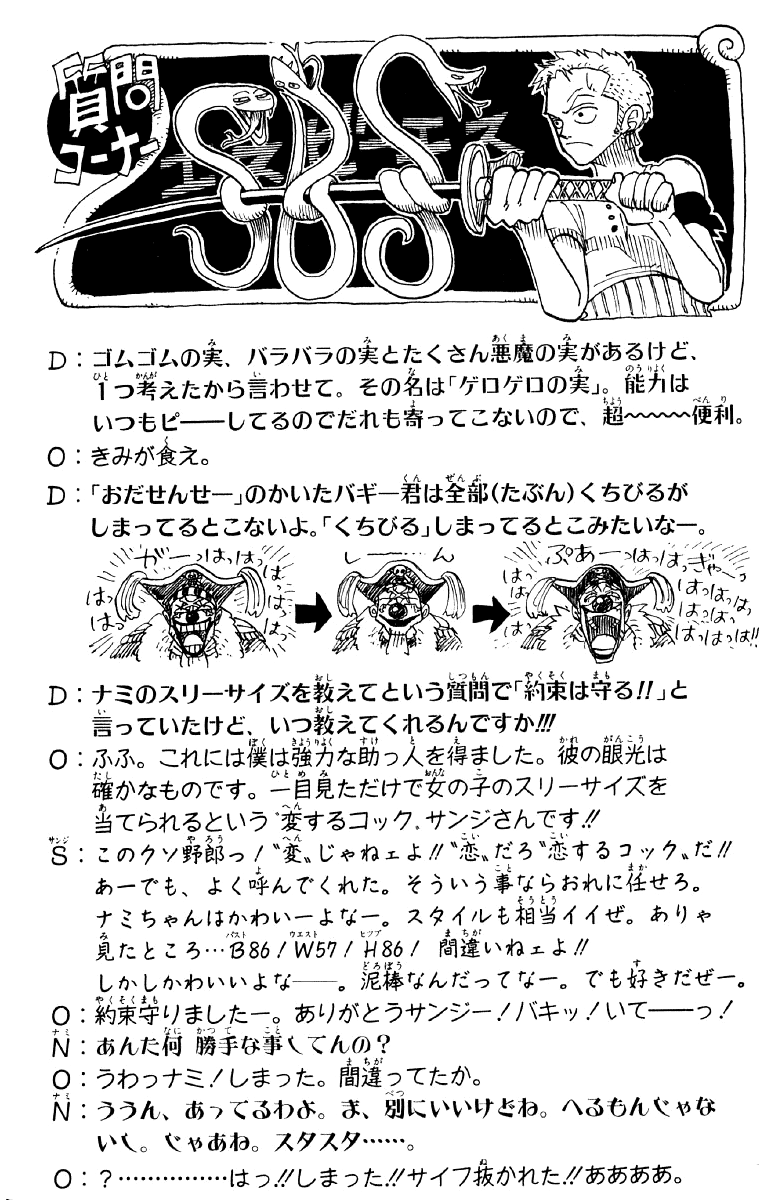 質問
コーナー
SBS
エスビーエス
D：ゴムゴムの実、バラバラの実とたくさん悪魔の実があるけど、
1つ考えたから言わせて。その名は「ゲロゲロの実」。能力は
いつもピー――してるのでだれも寄ってこないので、超〜〜〜〜〜便利。
O：きみが食え。
D：「おだせんせー」のかいたバギー君は全部(たぶん)くちびるが
しまってるとこないよ。「くちびる」しまってるとこみたいなー。
がーっはっはっはっはっはっはっ
しーーーん
ぷあーーっはっはっぎゃーっはっはっはっはっはっはっはっはっはっ!!
D：ナミのスリーサイズを教えてという質問で「約束は守る!!」と
言っていたけど、いつ教えてくれるんですか!!!
O：ふふ。これには僕は強力な助っ人を得ました。彼の眼光は
確かなものです。一目見ただけで女の子のスリーサイズを
当てられるという〝変するコック〟サンジさんです!!
S：このクソ野郎っ!〝変〟じゃねェよ!!〝恋〟だろ〝恋するコック〟だ!!
あーでも、よく呼んでくれた。そういう事ならおれに任せろ。
ナミちゃんはかわいーよなー。スタイルも相当イイぜ。ありゃ
見たところ…B86!W57!H86! 間違いねェよ!!
しかしかわいいよな――。泥棒なんだってなー。でも好きだぜー。
O：約束守りましたー。ありがとうサンジー!バキッ!いて――っ!
N：あんた何 勝手な事してんの?
O：うわっナミ!しまった。間違ってたか。
N：ううん、あってるわよ。ま、別にいいけどね。へるもんじゃな
いし。じゃあね。スタスタ……。
O：?……………はっ!!しまった!!サイフ抜かれた!!ああああ。